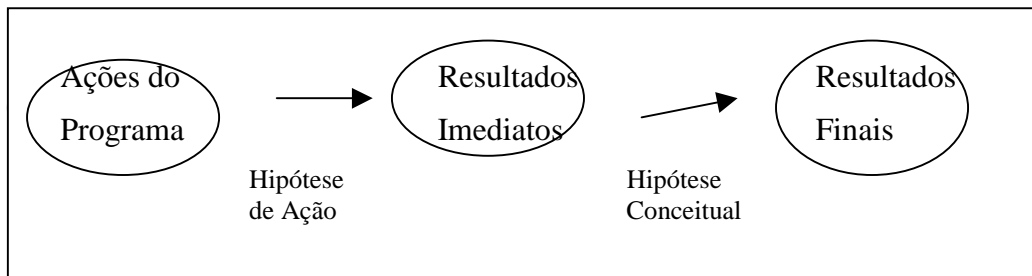 Ações do
Programa
Hipótese
de Ação
Resultados
Imediatos
Hipótese
Conceitual
Resultados
Finais